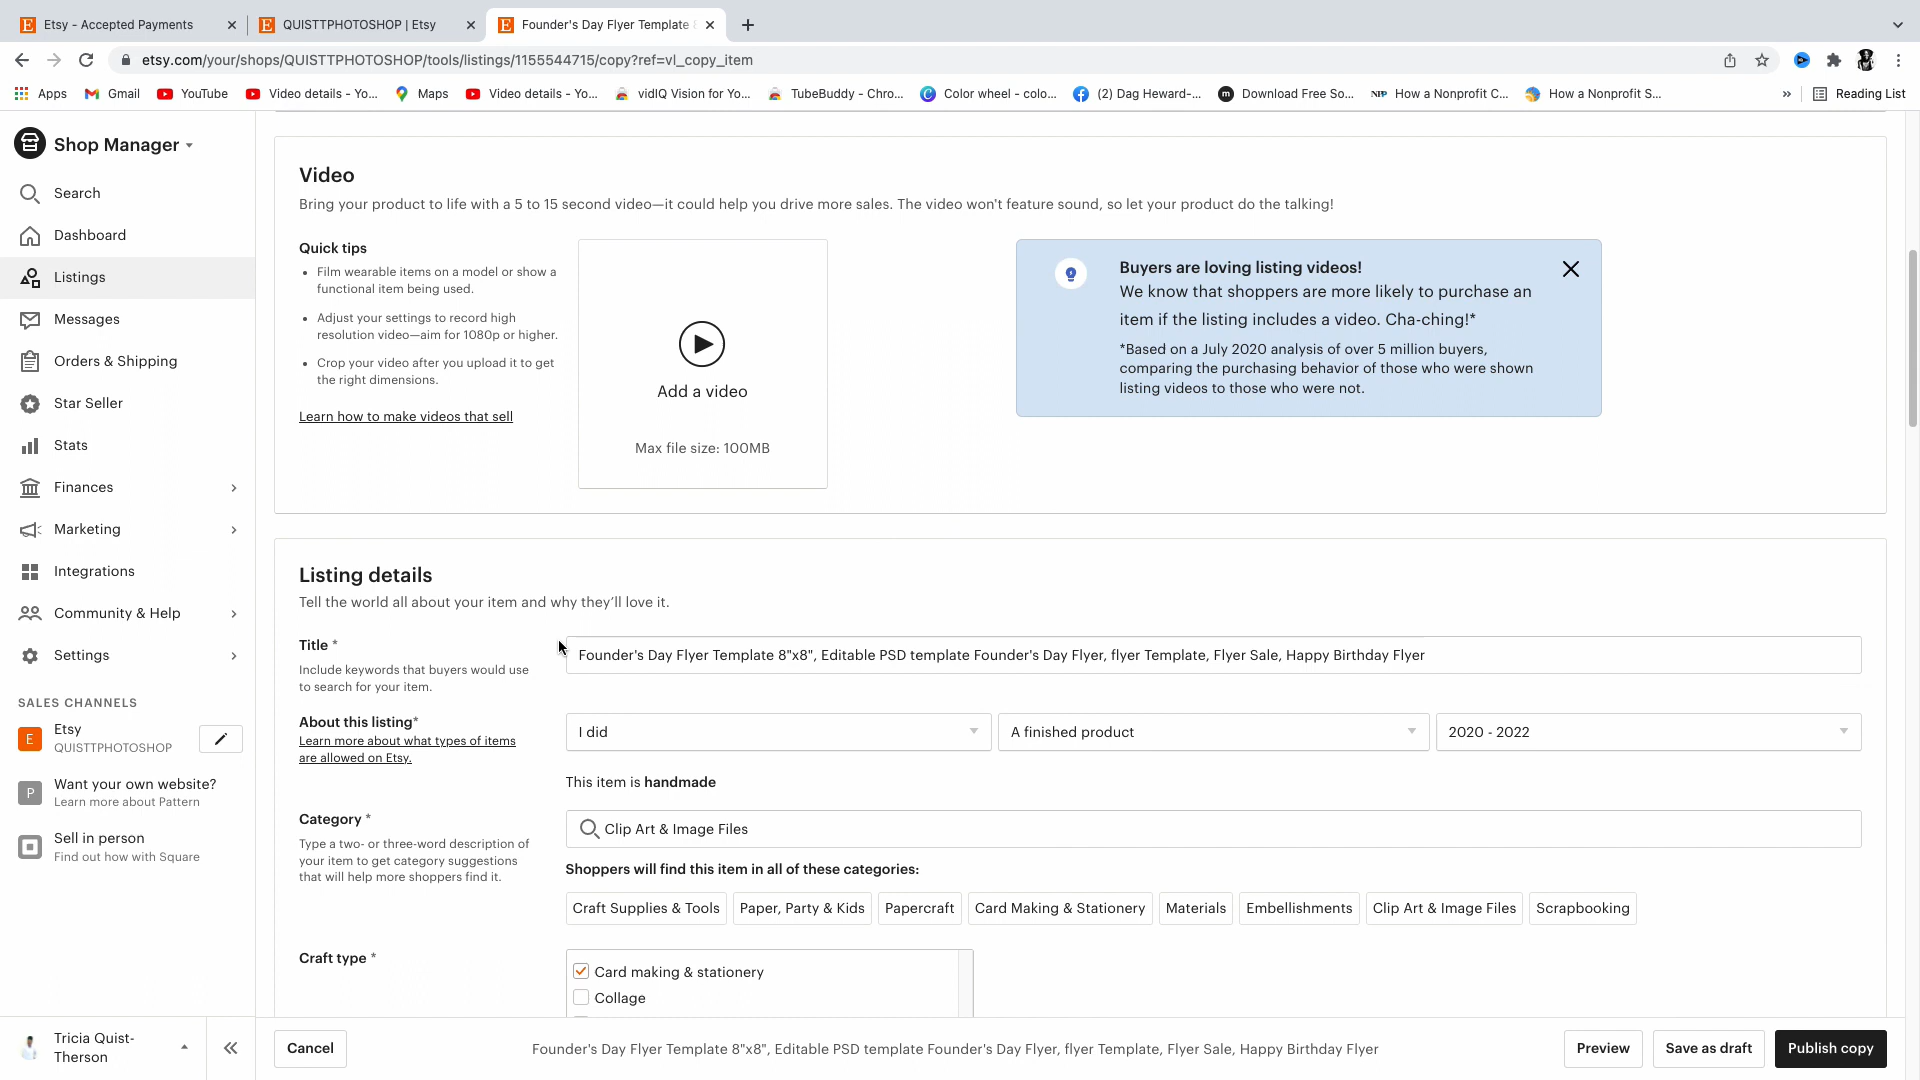 Etsy - Accepted Payments
QUISTTPHOTOSHOP | Etsy
Founder's Day Flyer Template
etsy.com/your/shops/QUISTTPHOTOSHOP/tools/listings/1155544715/copy?ref=vl_copy_item
Apps
Gmail
YouTube
Video details - Yo...
Maps
Video details - Yo...
vidIQ Vision for Yo...
TubeBuddy - Chro...
Color wheel - colo...
(2) Dag Heward-...
Download Free So...
How a Nonprofit C...
How a Nonprofit S...
»
Reading List
Shop Manager
Search
Dashboard
Listings
Messages
Orders & Shipping
Star Seller
Stats
Finances
Marketing
Integrations
Community & Help
Settings
SALES CHANNELS
E
Etsy
QUISTTPHOTOSHOP
P
Want your own website?
Learn more about Pattern
Sell in person
Find out how with Square
Tricia Quist-
Therson
Video
Bring your product to life with a 5 to 15 second video—it could help you drive more sales. The video won't feature sound, so let your product do the talking!
Quick tips
• Film wearable items on a model or show a
functional item being used.
• Adjust your settings to record high
resolution video—aim for 1080p or higher.
• Crop your video after you upload it to get
the right dimensions.
Learn how to make videos that sell
Add a video
Max file size: 100MB
Buyers are loving listing videos!
We know that shoppers are more likely to purchase an
item if the listing includes a video. Cha-ching!*
*Based on a July 2020 analysis of over 5 million buyers,
comparing the purchasing behavior of those who were shown
listing videos to those who were not.
Listing details
Tell the world all about your item and why they'll love it.
Title *
Include keywords that buyers would use
to search for your item.
Founder's Day Flyer Template 8"x8", Editable PSD template Founder's Day Flyer, flyer Template, Flyer Sale, Happy Birthday Flyer
About this listing*
Learn more about what types of items
are allowed on Etsy.
I did
A finished product
2020 - 2022
This item is handmade
Category *
Type a two- or three-word description of
your item to get category suggestions
that will help more shoppers find it.
Clip Art & Image Files
Shoppers will find this item in all of these categories:
Craft Supplies & Tools
Paper, Party & Kids
Papercraft
Card Making & Stationery
Materials
Embellishments
Clip Art & Image Files
Scrapbooking
Craft type *
Card making & stationery
Collage
Cancel
Founder's Day Flyer Template 8"x8", Editable PSD template Founder's Day Flyer, flyer Template, Flyer Sale, Happy Birthday Flyer
Preview
Save as draft
Publish copy